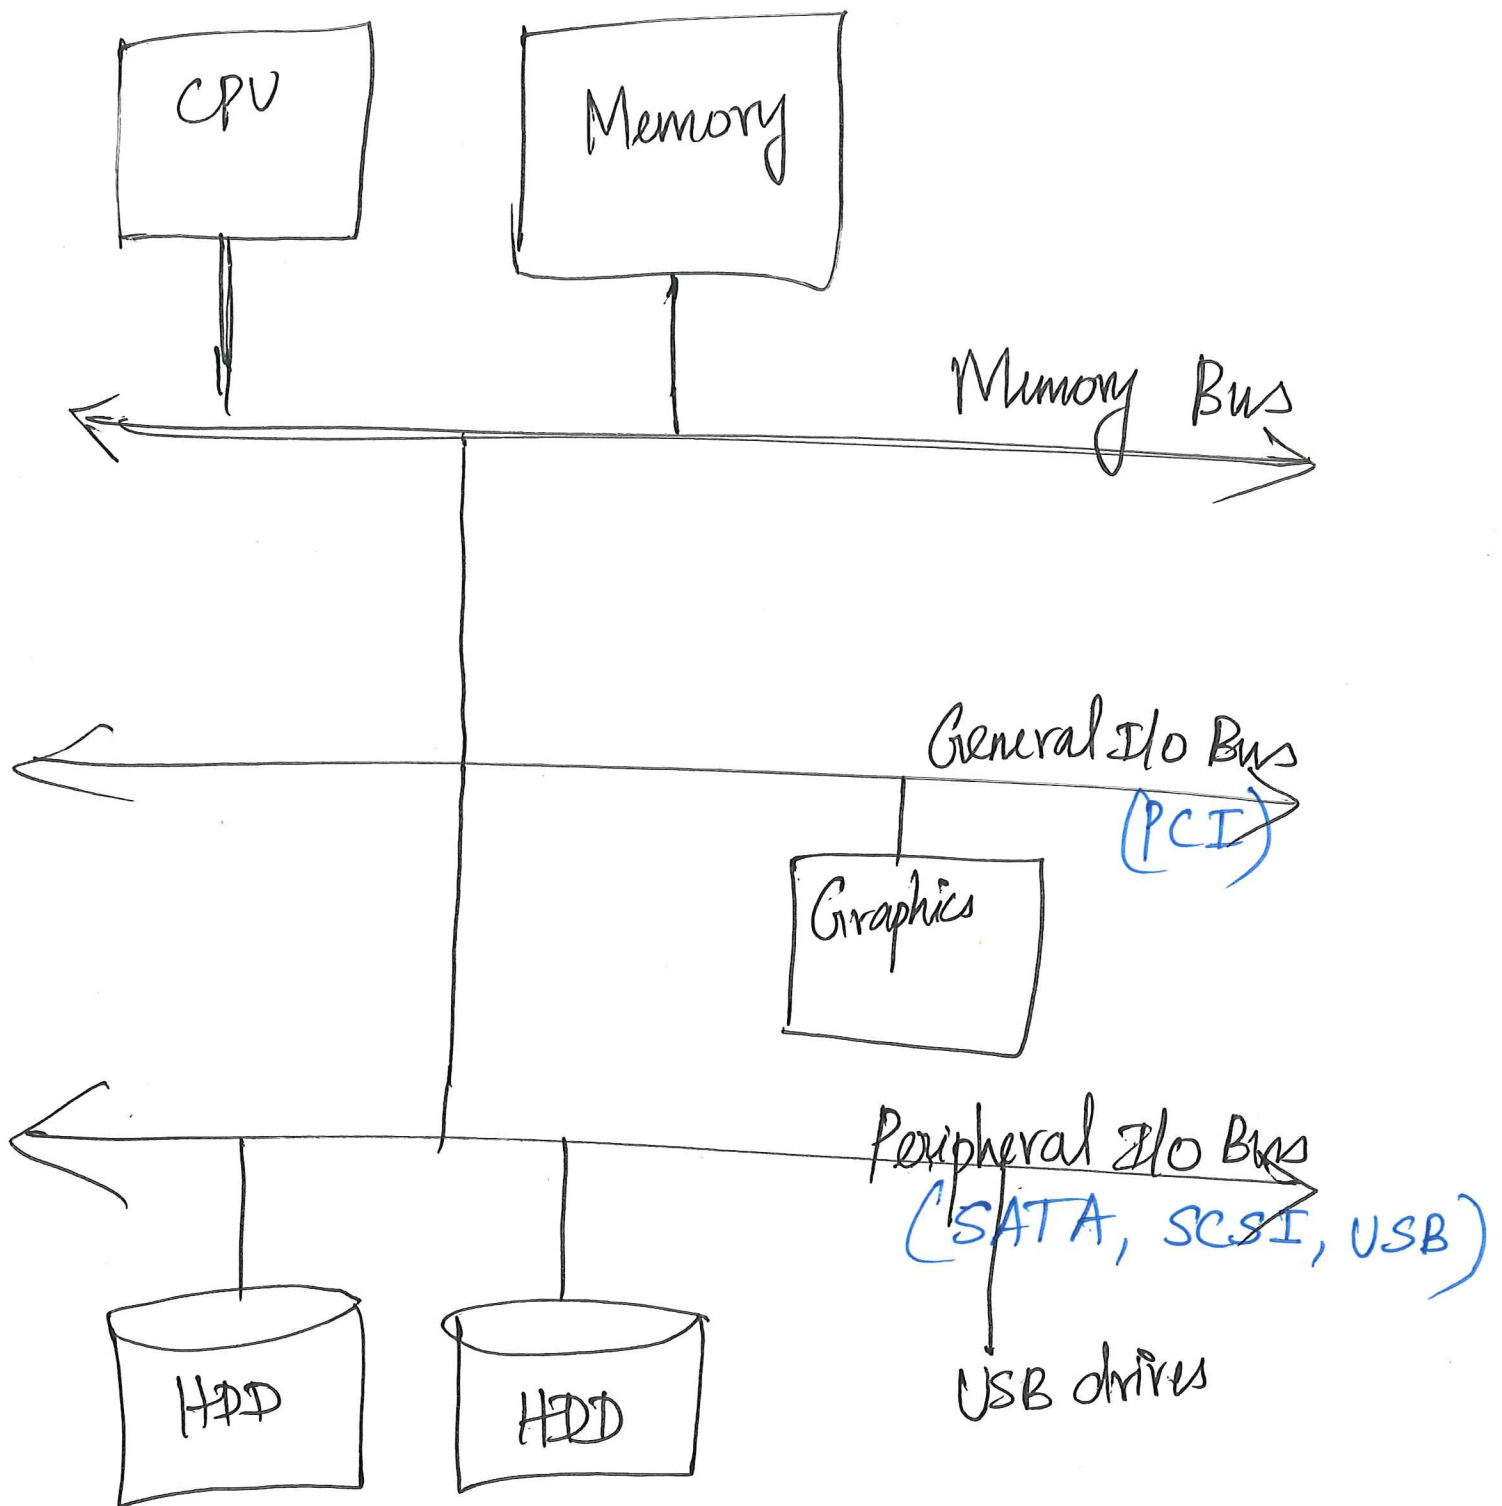 CPU
Memory
Memory Bus
General I/O Bus
(PCI)
Graphics
Peripheral I/O Bus
(SATA, SCSI, USB)
HDD
HDD
USB drives